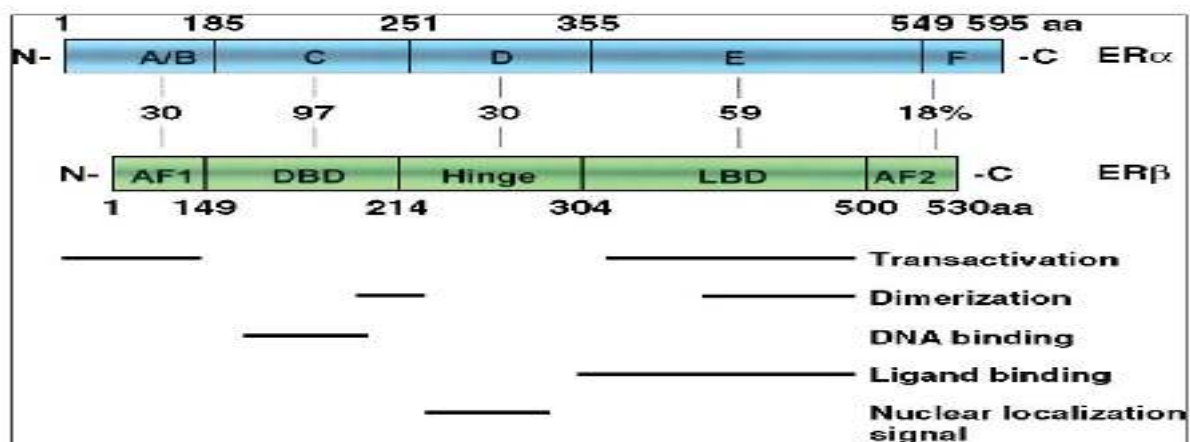 1 185 251 355 549 595 aa
N- A/B C D E F -C ERα
30 97 30 59 18%
N- AF1 DBD Hinge LBD AF2 -C ERβ
1 149 214 304 500 530aa
Transactivation
Dimerization
DNA binding
Ligand binding
Nuclear localization
signal